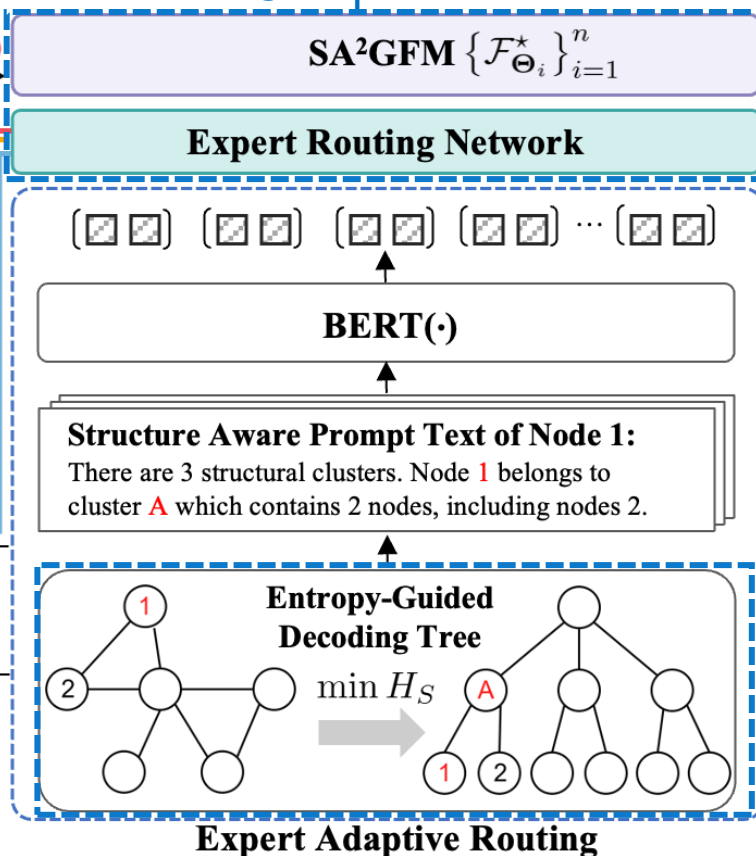 SA²GFM {𝓕*_Θᵢ}ⁿᵢ₌₁
Expert Routing Network
( ) ( ) ( ) ( ) ··· ( )
BERT(·)
Structure Aware Prompt Text of Node 1:
There are 3 structural clusters. Node 1 belongs to
cluster A which contains 2 nodes, including nodes 2.
1
Entropy-Guided
Decoding Tree
2
min H_S
A
1 2
Expert Adaptive Routing